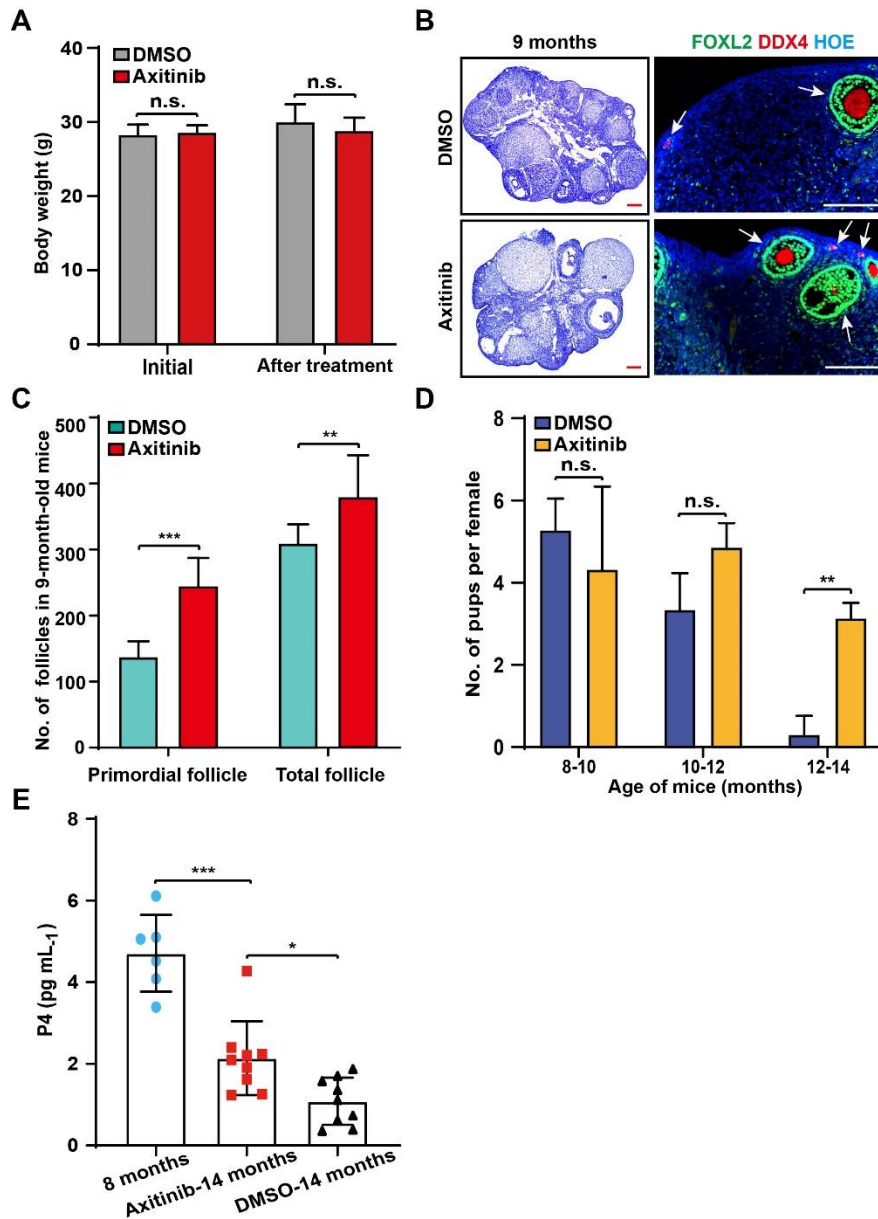 A
DMSO
Axitinib
n.s.
n.s.
Body weight (g)
40
30
20
10
0
Initial
After treatment
B
9 months
FOXL2 DDX4 HOE
DMSO
Axitinib
C
DMSO
Axitinib
No. of follicles in 9-month-old mice
500
400
300
200
100
0
***
**
Primordial follicle
Total follicle
D
DMSO
Axitinib
No. of pups per female
8
6
4
2
0
n.s.
n.s.
**
8-10
10-12
12-14
Age of mice (months)
E
P4 (pg mL-1)
8
6
4
2
0
***
*
8 months
Axitinib-14 months
DMSO-14 months